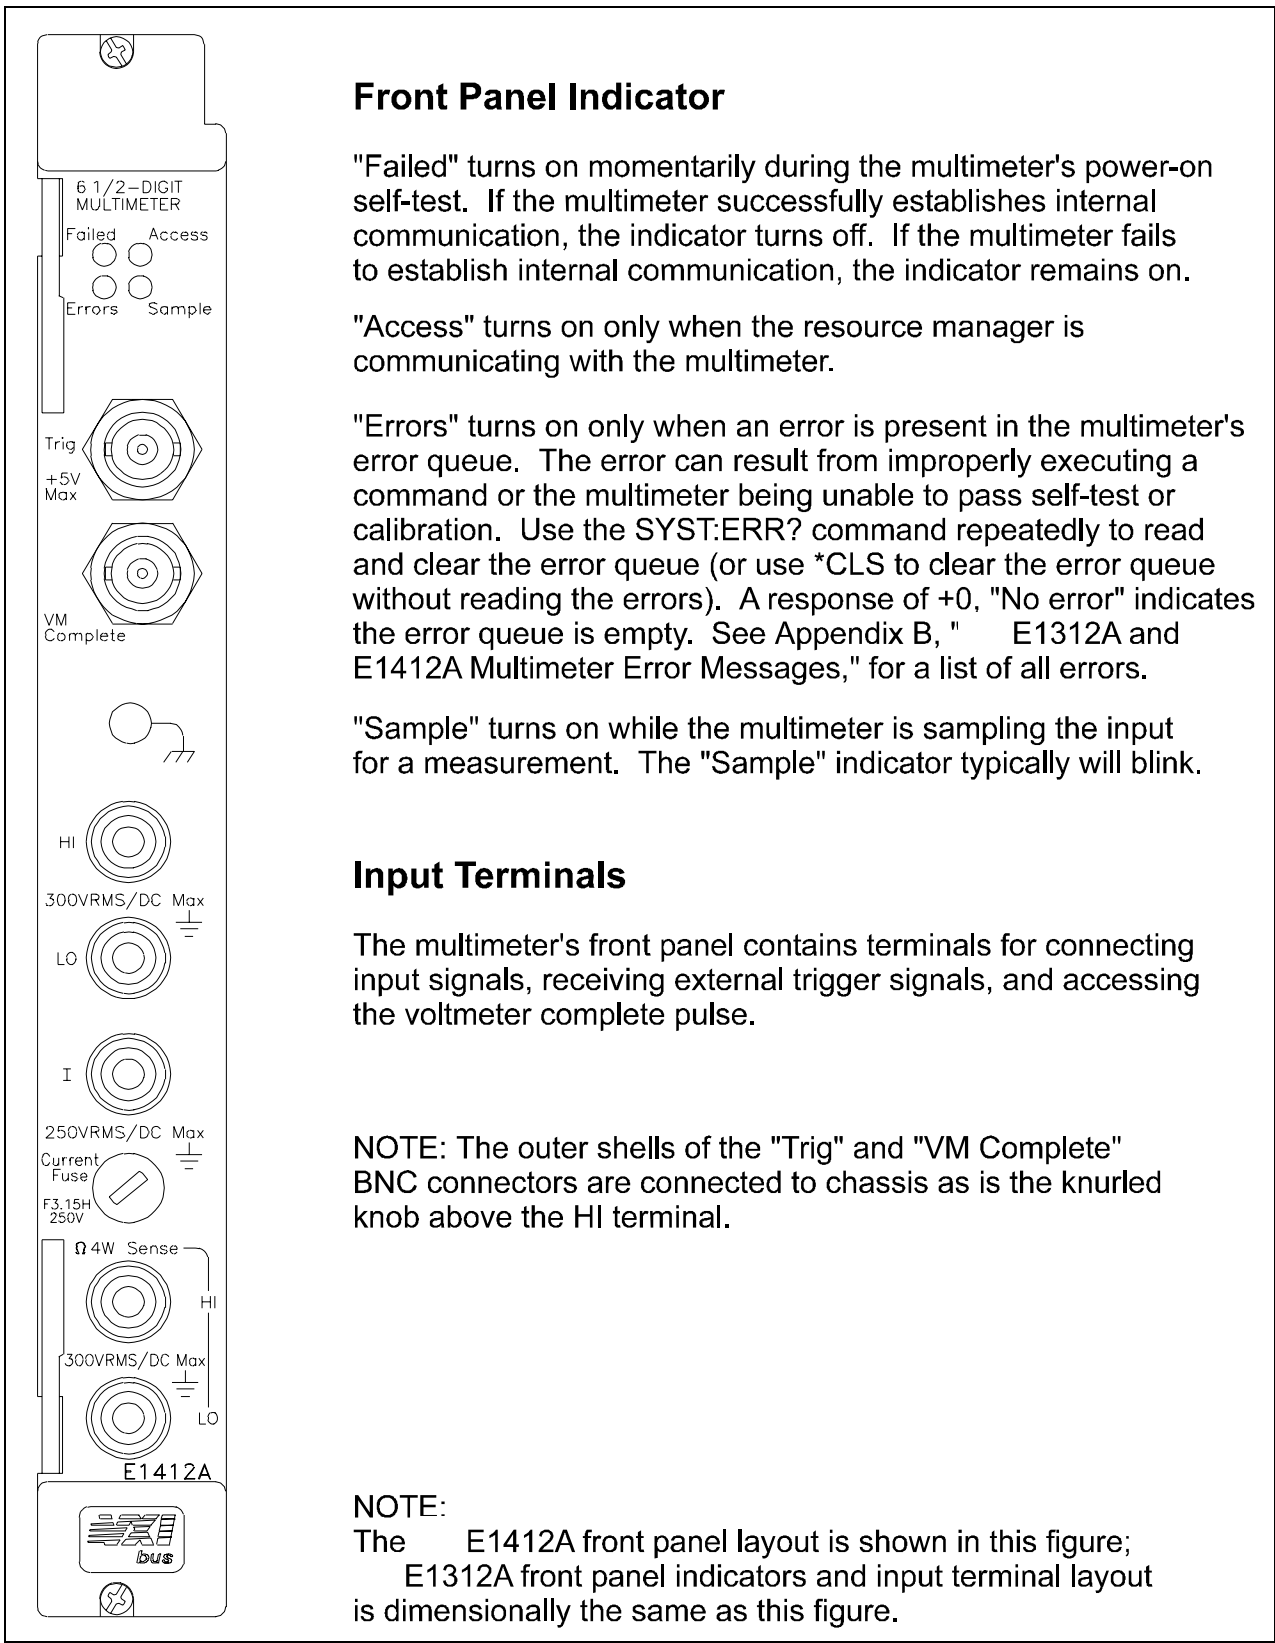 6 1/2-DIGIT
MULTIMETER
Failed Access
Errors Sample
Trig
+5V
Max
VM
Complete
HI
300VRMS/DC Max
LO
I
250VRMS/DC Max
Current
Fuse
F3.15H
250V
Ω4W Sense
HI
300VRMS/DC Max
LO
E1412A
VXI
bus
Front Panel Indicator
"Failed" turns on momentarily during the multimeter's power-on
self-test. If the multimeter successfully establishes internal
communication, the indicator turns off. If the multimeter fails
to establish internal communication, the indicator remains on.
"Access" turns on only when the resource manager is
communicating with the multimeter.
"Errors" turns on only when an error is present in the multimeter's
error queue. The error can result from improperly executing a
command or the multimeter being unable to pass self-test or
calibration. Use the SYST:ERR? command repeatedly to read
and clear the error queue (or use *CLS to clear the error queue
without reading the errors). A response of +0, "No error" indicates
the error queue is empty. See Appendix B, " E1312A and
E1412A Multimeter Error Messages," for a list of all errors.
"Sample" turns on while the multimeter is sampling the input
for a measurement. The "Sample" indicator typically will blink.
Input Terminals
The multimeter's front panel contains terminals for connecting
input signals, receiving external trigger signals, and accessing
the voltmeter complete pulse.
NOTE: The outer shells of the "Trig" and "VM Complete"
BNC connectors are connected to chassis as is the knurled
knob above the HI terminal.
NOTE:
The E1412A front panel layout is shown in this figure;
E1312A front panel indicators and input terminal layout
is dimensionally the same as this figure.